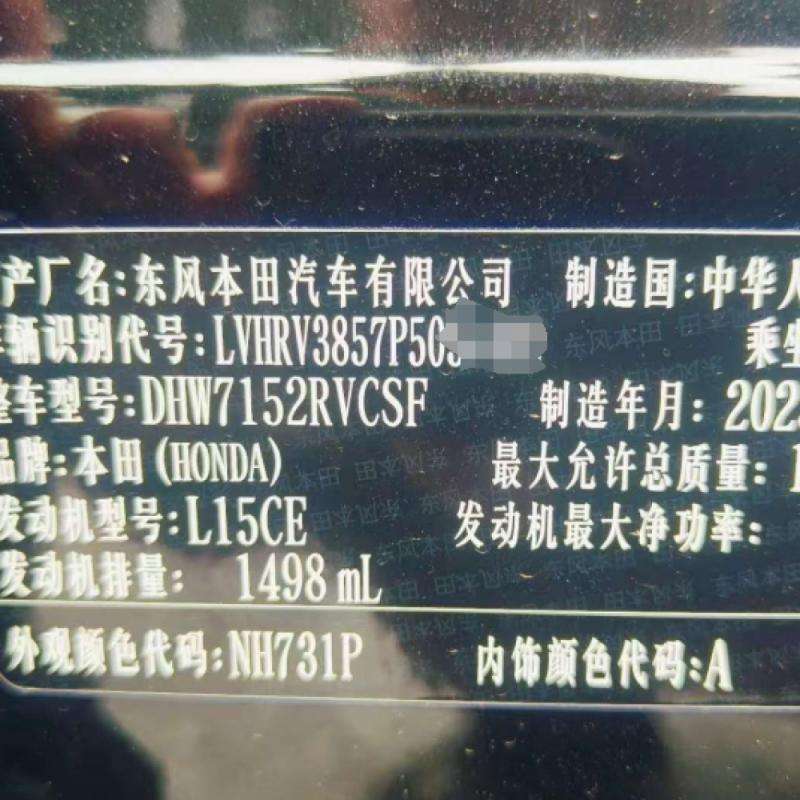 产厂名:东风本田汽车有限公司 制造国:中华人
车辆识别代号:LVHRV3857P50 乘坐
整车型号:DHW7152RVCSF 制造年月:202
品牌:本田(HONDA) 最大允许总质量:1
发动机型号:L15CE 发动机最大净功率:
发动机排量: 1498 mL
外观颜色代码:NH731P 内饰颜色代码:A